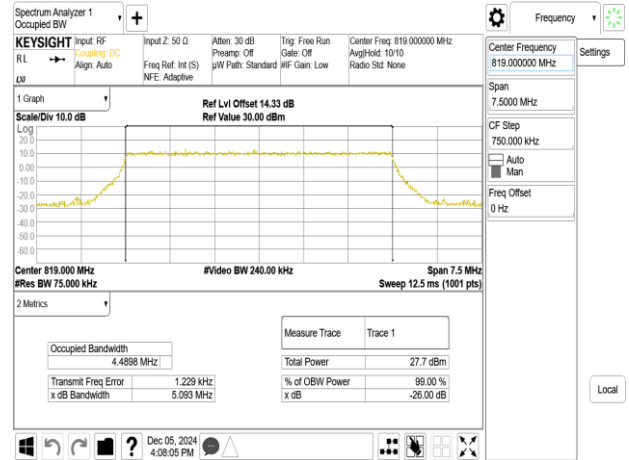 Spectrum Analyzer 1
Occupied BW
Frequency
KEYSIGHT
RL
LXI
Input: RF
Coupling: DC
Align: Auto
Input Z: 50 Ω
Freq Ref: Int (S)
NFE: Adaptive
Atten: 30 dB
Preamp: Off
µW Path: Standard
Trig: Free Run
Gate: Off
#IF Gain: Low
Center Freq: 819.000000 MHz
Avg|Hold: 10/10
Radio Std: None
Center Frequency
819.000000 MHz
Settings
Span
7.5000 MHz
CF Step
750.000 kHz
Auto
Man
Freq Offset
0 Hz
Local
1 Graph
Scale/Div 10.0 dB
Ref Lvl Offset 14.33 dB
Ref Value 30.00 dBm
Log
20.0
10.0
0.00
-10.0
-20.0
-30.0
-40.0
-50.0
-60.0
Center 819.000 MHz
#Res BW 75.000 kHz
#Video BW 240.00 kHz
Span 7.5 MHz
Sweep 12.5 ms (1001 pts)
2 Metrics
Occupied Bandwidth
4.4898 MHz
Transmit Freq Error 1.229 kHz
x dB Bandwidth 5.093 MHz
Measure Trace Trace 1
Total Power 27.7 dBm
% of OBW Power 99.00 %
x dB -26.00 dB
Dec 05, 2024
4:08:05 PM